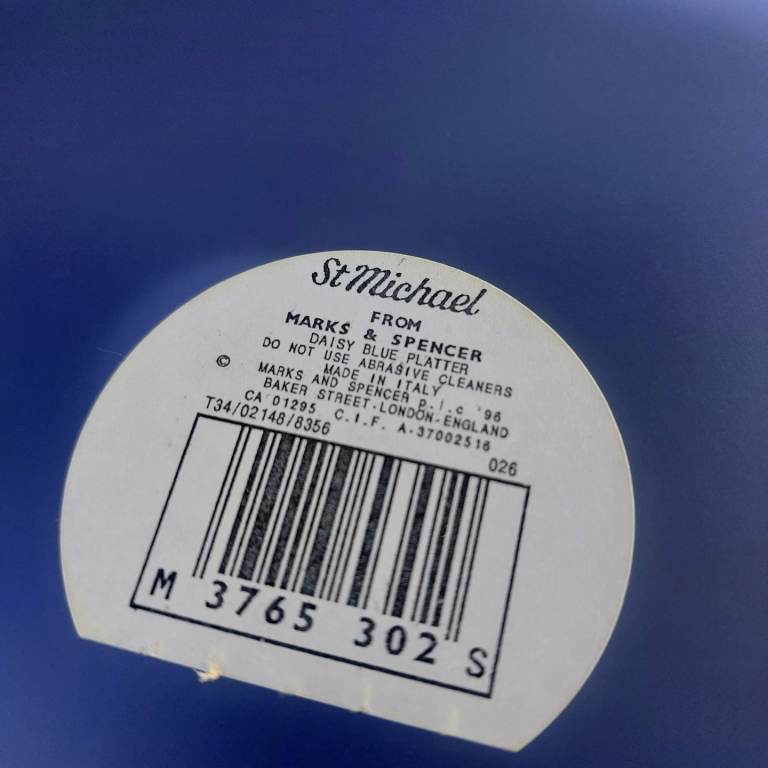 St Michael
FROM
MARKS & SPENCER
DAISY BLUE PLATTER
DO NOT USE ABRASIVE CLEANERS
MADE IN ITALY
© MARKS AND SPENCER p.l.c '96
BAKER STREET·LONDON·ENGLAND
CA 01295 C.I.F. A-37002516
T34/02148/8356
026
M 3765 302 S